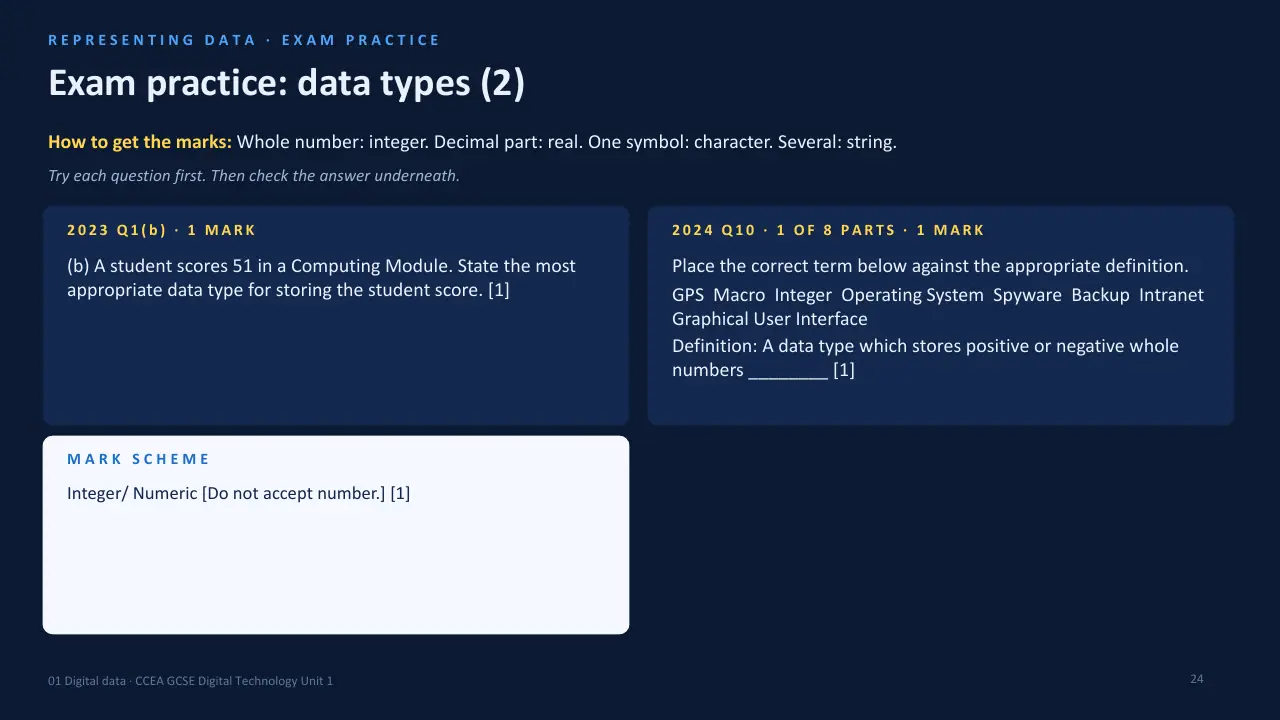 REPRESENTING DATA · EXAM PRACTICE
Exam practice: data types (2)
How to get the marks: Whole number: integer. Decimal part: real. One symbol: character. Several: string.
Try each question first. Then check the answer underneath.
2023 Q1(b) · 1 MARK
(b) A student scores 51 in a Computing Module. State the most
appropriate data type for storing the student score. [1]
2024 Q10 · 1 OF 8 PARTS · 1 MARK
Place the correct term below against the appropriate definition.
GPS  Macro  Integer  Operating System  Spyware  Backup  Intranet
Graphical User Interface
Definition: A data type which stores positive or negative whole
numbers ________ [1]
MARK SCHEME
Integer/ Numeric [Do not accept number.] [1]
01 Digital data · CCEA GCSE Digital Technology Unit 1
24